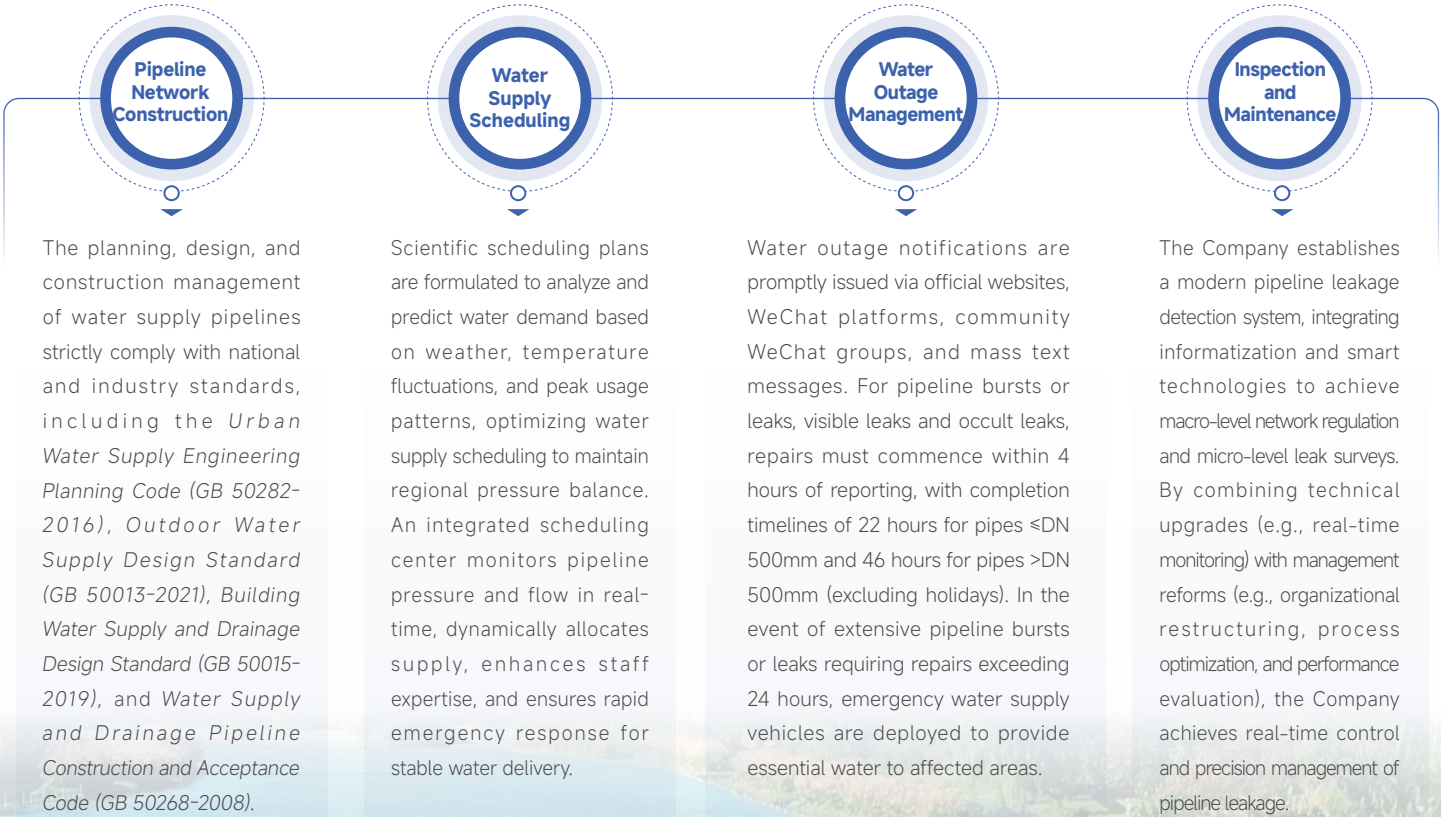 Pipeline
Network
Construction
The planning, design, and
construction management
of water supply pipelines
strictly comply with national
and industry standards,
including the Urban
Water Supply Engineering
Planning Code (GB 50282-
2016), Outdoor Water
Supply Design Standard
(GB 50013-2021), Building
Water Supply and Drainage
Design Standard (GB 50015-
2019), and Water Supply
and Drainage Pipeline
Construction and Acceptance
Code (GB 50268-2008).
Water
Supply
Scheduling
Scientific scheduling plans
are formulated to analyze and
predict water demand based
on weather, temperature
fluctuations, and peak usage
patterns, optimizing water
supply scheduling to maintain
regional pressure balance.
An integrated scheduling
center monitors pipeline
pressure and flow in real-
time, dynamically allocates
supply, enhances staff
expertise, and ensures rapid
emergency response for
stable water delivery.
Water
Outage
Management
Water outage notifications are
promptly issued via official websites,
WeChat platforms, community
WeChat groups, and mass text
messages. For pipeline bursts or
leaks, visible leaks and occult leaks,
repairs must commence within 4
hours of reporting, with completion
timelines of 22 hours for pipes ≤DN
500mm and 46 hours for pipes >DN
500mm (excluding holidays). In the
event of extensive pipeline bursts
or leaks requiring repairs exceeding
24 hours, emergency water supply
vehicles are deployed to provide
essential water to affected areas.
Inspection
and
Maintenance
The Company establishes
a modern pipeline leakage
detection system, integrating
informatization and smart
technologies to achieve
macro-level network regulation
and micro-level leak surveys.
By combining technical
upgrades (e.g., real-time
monitoring) with management
reforms (e.g., organizational
restructuring, process
optimization, and performance
evaluation), the Company
achieves real-time control
and precision management of
pipeline leakage.